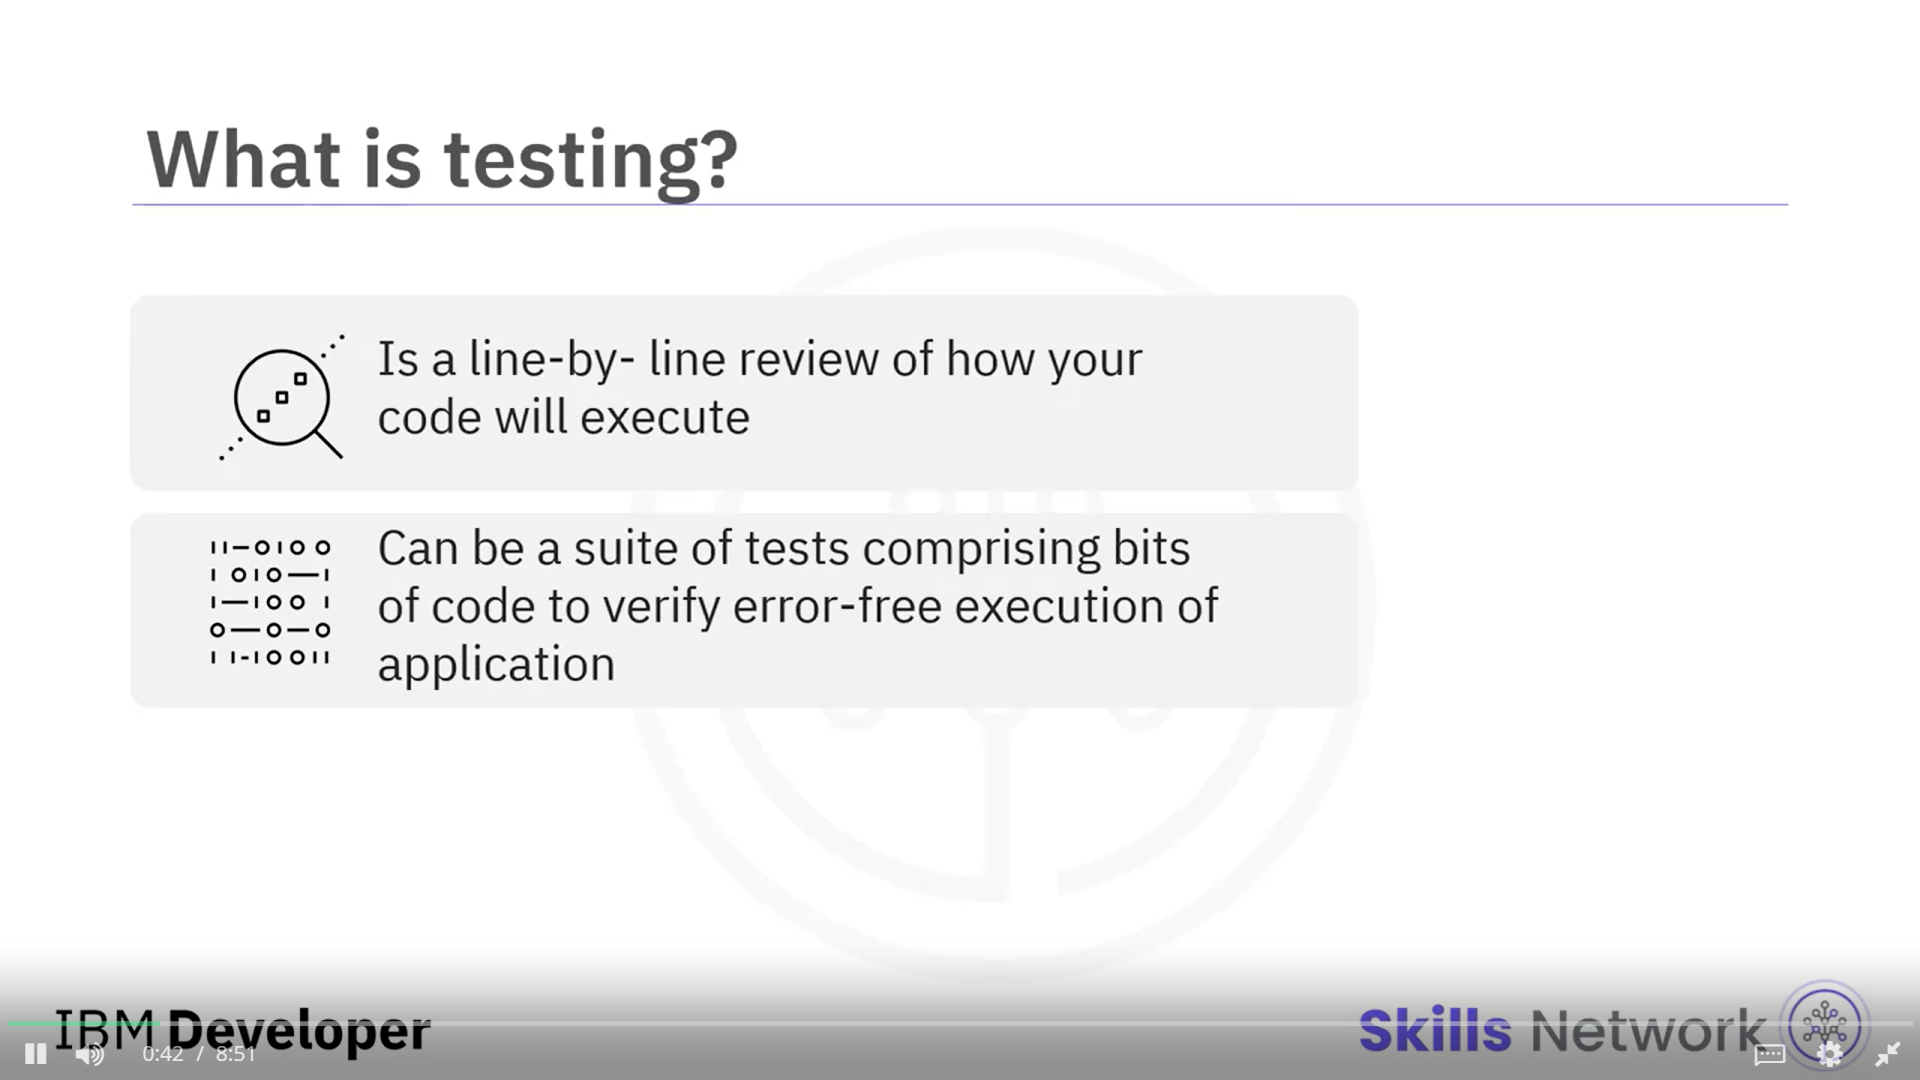 What is testing?
Is a line-by- line review of how your
code will execute
Can be a suite of tests comprising bits
of code to verify error-free execution of
application
IBM Developer
Skills Network
0:42 / 8:51